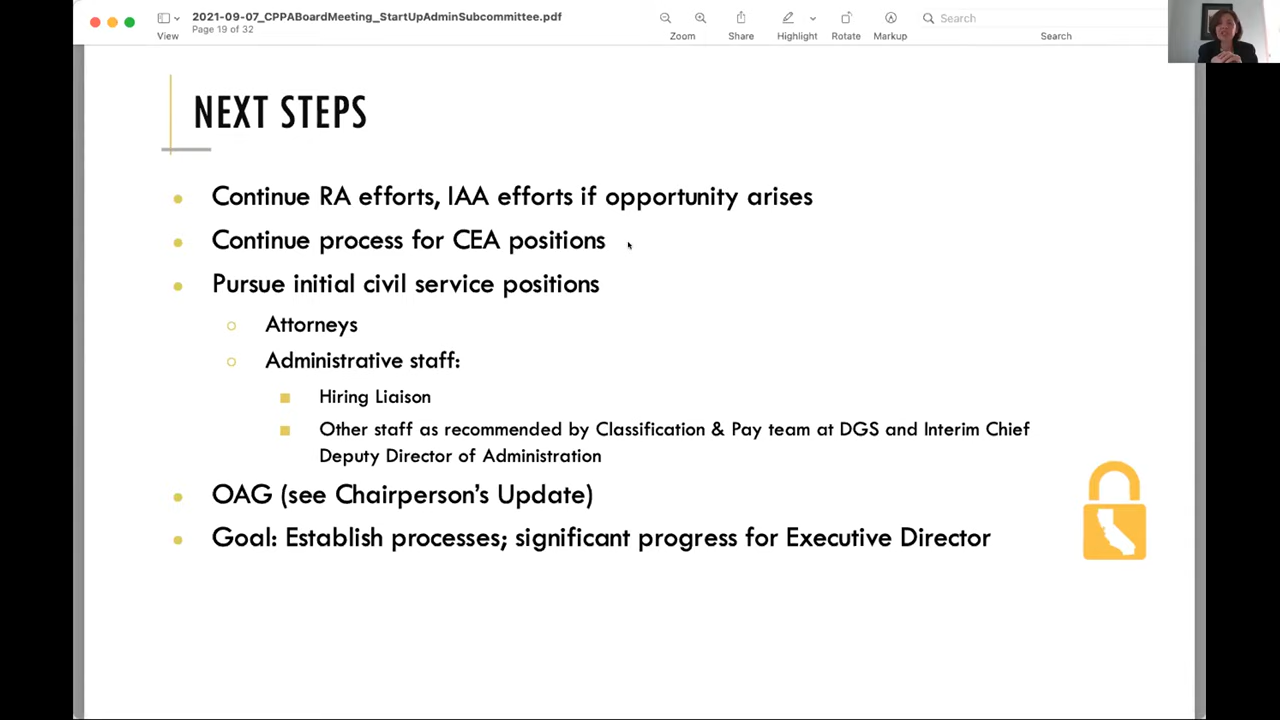 2021-09-07_CPPABoardMeeting_StartUpAdminSubcommittee.pdf
Page 19 of 32
View
Zoom
Share
Highlight
Rotate
Markup
Search
Search
NEXT STEPS
Continue RA efforts, IAA efforts if opportunity arises
Continue process for CEA positions
Pursue initial civil service positions
Attorneys
Administrative staff:
Hiring Liaison
Other staff as recommended by Classification & Pay team at DGS and Interim Chief
Deputy Director of Administration
OAG (see Chairperson's Update)
Goal: Establish processes; significant progress for Executive Director